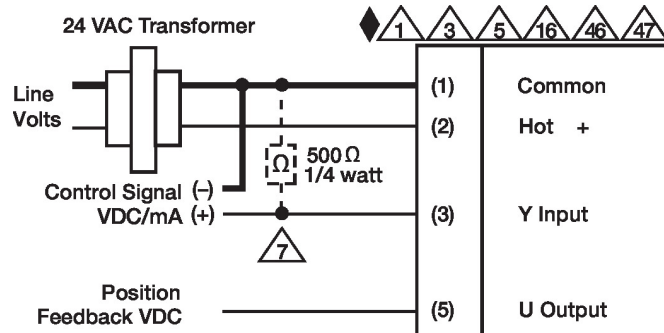 24 VAC Transformer
1 3 5 16 46 47
Line
Volts
(1) Common
(2) Hot +
Ω 500 Ω
1/4 watt
Control Signal (–)
VDC/mA (+)
(3) Y Input
7
Position
Feedback VDC
(5) U Output